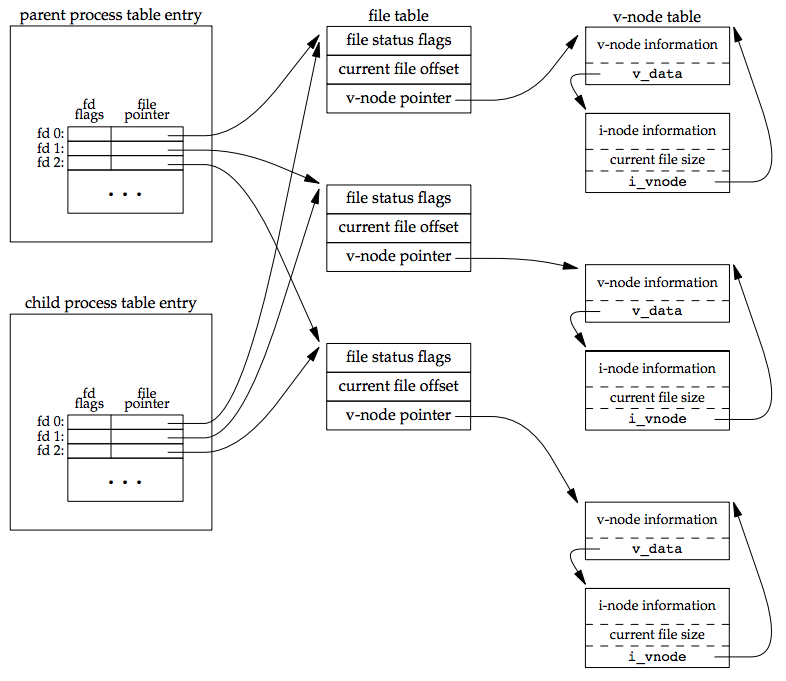 parent process table entry
fd
flags
file
pointer
fd 0:
fd 1:
fd 2:
. . .
child process table entry
fd
flags
file
pointer
fd 0:
fd 1:
fd 2:
. . .
file table
file status flags
current file offset
v-node pointer
file status flags
current file offset
v-node pointer
file status flags
current file offset
v-node pointer
v-node table
v-node information
v_data
i-node information
current file size
i_vnode
v-node information
v_data
i-node information
current file size
i_vnode
v-node information
v_data
i-node information
current file size
i_vnode